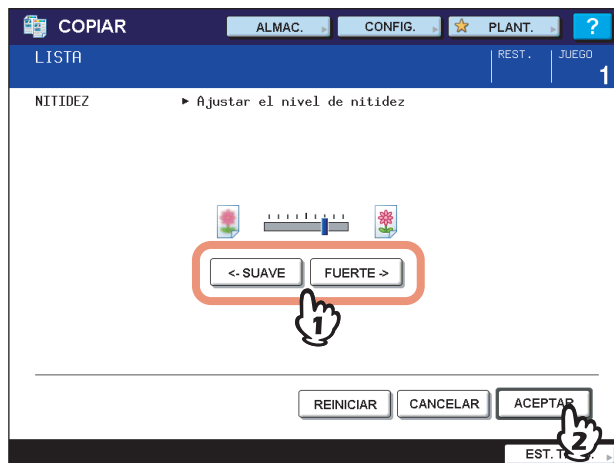 COPIAR ALMAC. CONFIG. PLANT. ?
LISTA REST. JUEGO
1
NITIDEZ ► Ajustar el nivel de nitidez
<- SUAVE FUERTE ->
1
REINICIAR CANCELAR ACEPTAR
2
EST.